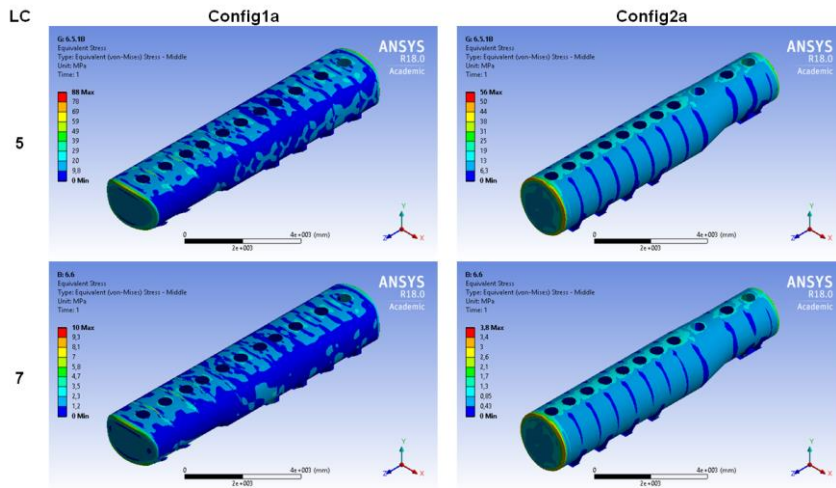 LC
Config1a
Config2a
5
G: 6.5.1B
Equivalent Stress
Type: Equivalent (von-Mises) Stress - Middle
Unit: MPa
Time: 1
88 Max
78
69
59
49
39
29
20
9,8
0 Min
ANSYS
R18.0
Academic
0
2e+003
4e+003 (mm)
Y
Z
X
G: 6.5.1B
Equivalent Stress
Type: Equivalent (von-Mises) Stress - Middle
Unit: MPa
Time: 1
56 Max
50
44
38
31
25
19
13
6,3
0 Min
ANSYS
R18.0
Academic
0
2e+003
4e+003 (mm)
Y
Z
X
7
B: 6.6
Equivalent Stress
Type: Equivalent (von-Mises) Stress - Middle
Unit: MPa
Time: 1
10 Max
9,3
8,1
7
5,8
4,7
3,5
2,3
1,2
0 Min
ANSYS
R18.0
Academic
0
2e+003
4e+003 (mm)
Y
Z
X
B: 6.6
Equivalent Stress
Type: Equivalent (von-Mises) Stress - Middle
Unit: MPa
Time: 1
3,8 Max
3,4
3
2,6
2,1
1,7
1,3
0,85
0,43
0 Min
ANSYS
R18.0
Academic
0
2e+003
4e+003 (mm)
Y
Z
X